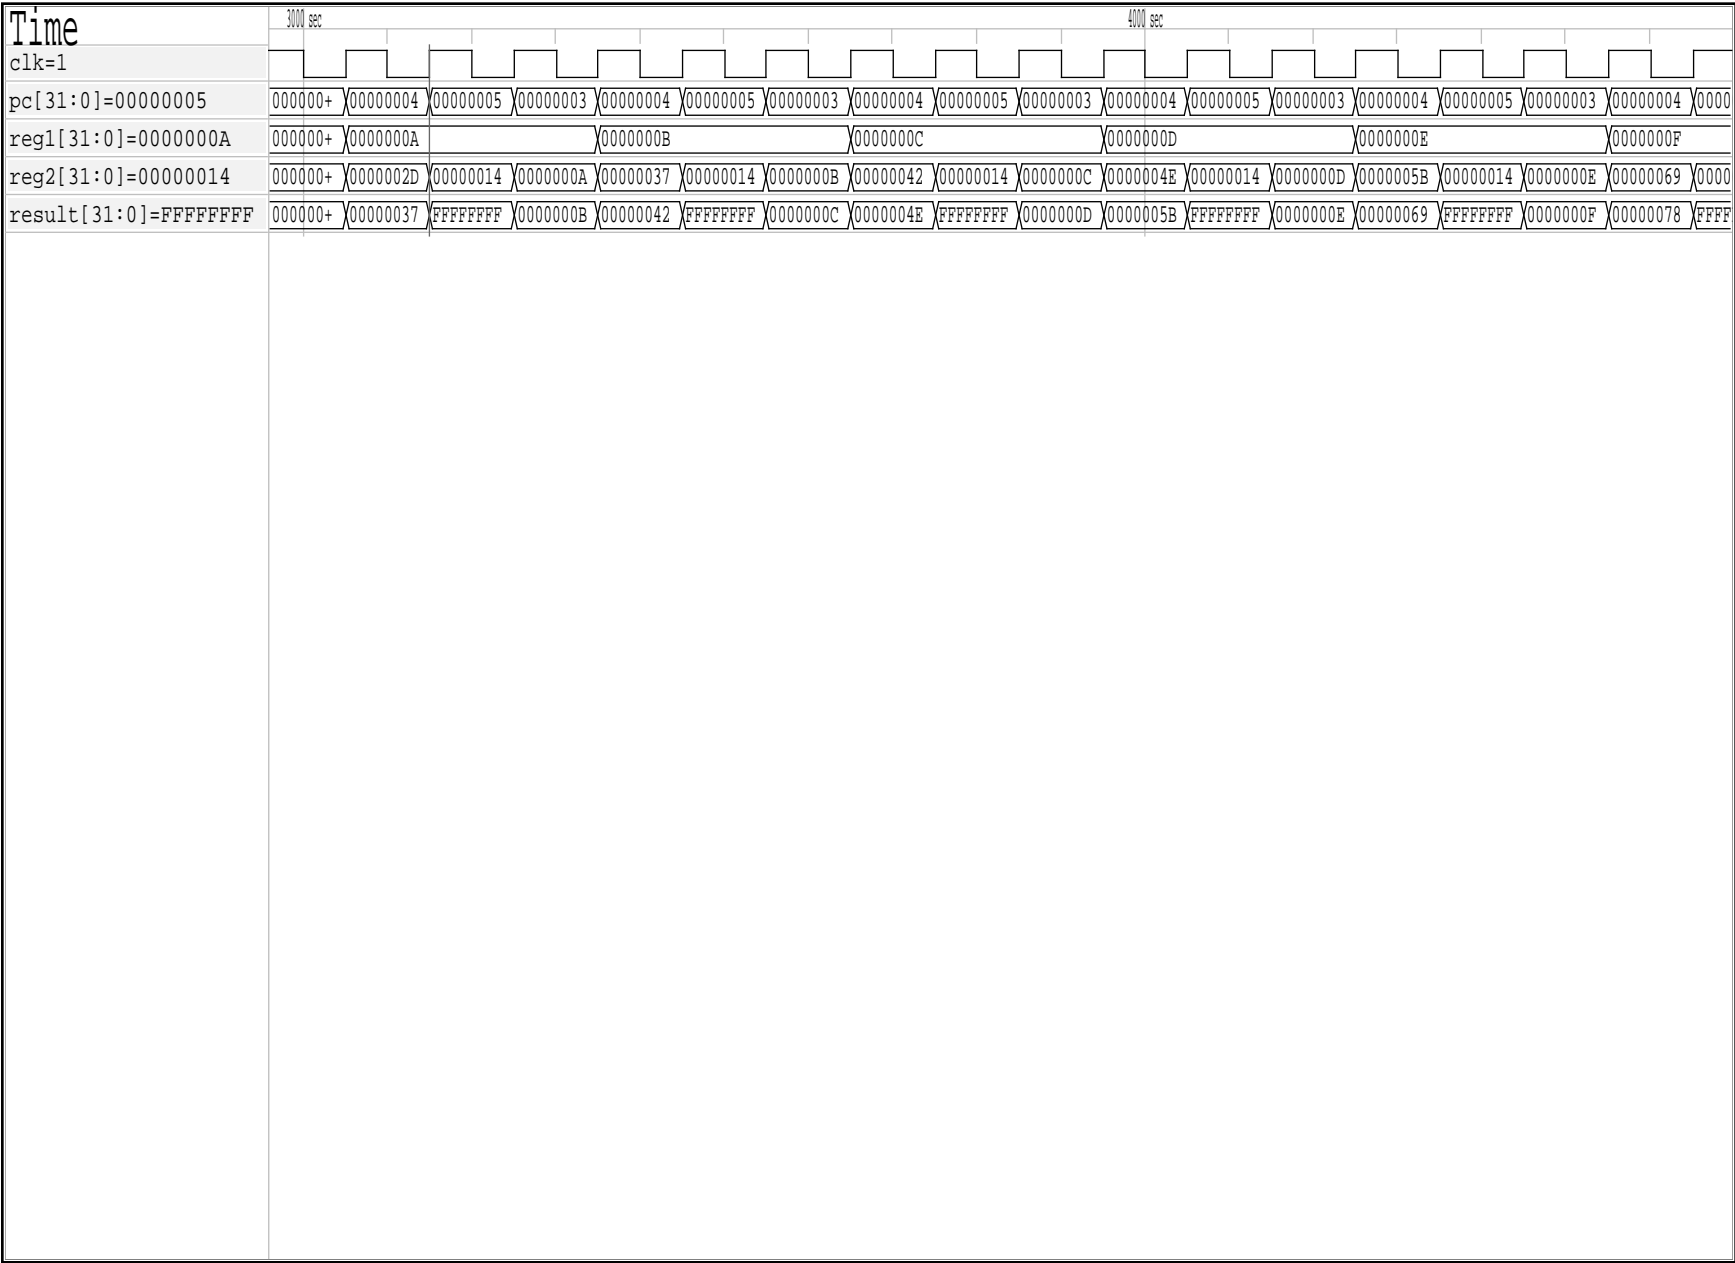 Time
3000 sec 4000 sec
clk=1
pc[31:0]=00000005 000000+ 00000004 00000005 00000003 00000004 00000005 00000003 00000004 00000005 00000003 00000004 00000005 00000003 00000004 00000005 00000003 00000004 0000
reg1[31:0]=0000000A 000000+ 0000000A 0000000B 0000000C 0000000D 0000000E 0000000F
reg2[31:0]=00000014 000000+ 0000002D 00000014 0000000A 00000037 00000014 0000000B 00000042 00000014 0000000C 0000004E 00000014 0000000D 0000005B 00000014 0000000E 00000069 0000
result[31:0]=FFFFFFFF 000000+ 00000037 FFFFFFFF 0000000B 00000042 FFFFFFFF 0000000C 0000004E FFFFFFFF 0000000D 0000005B FFFFFFFF 0000000E 00000069 FFFFFFFF 0000000F 00000078 FFFF